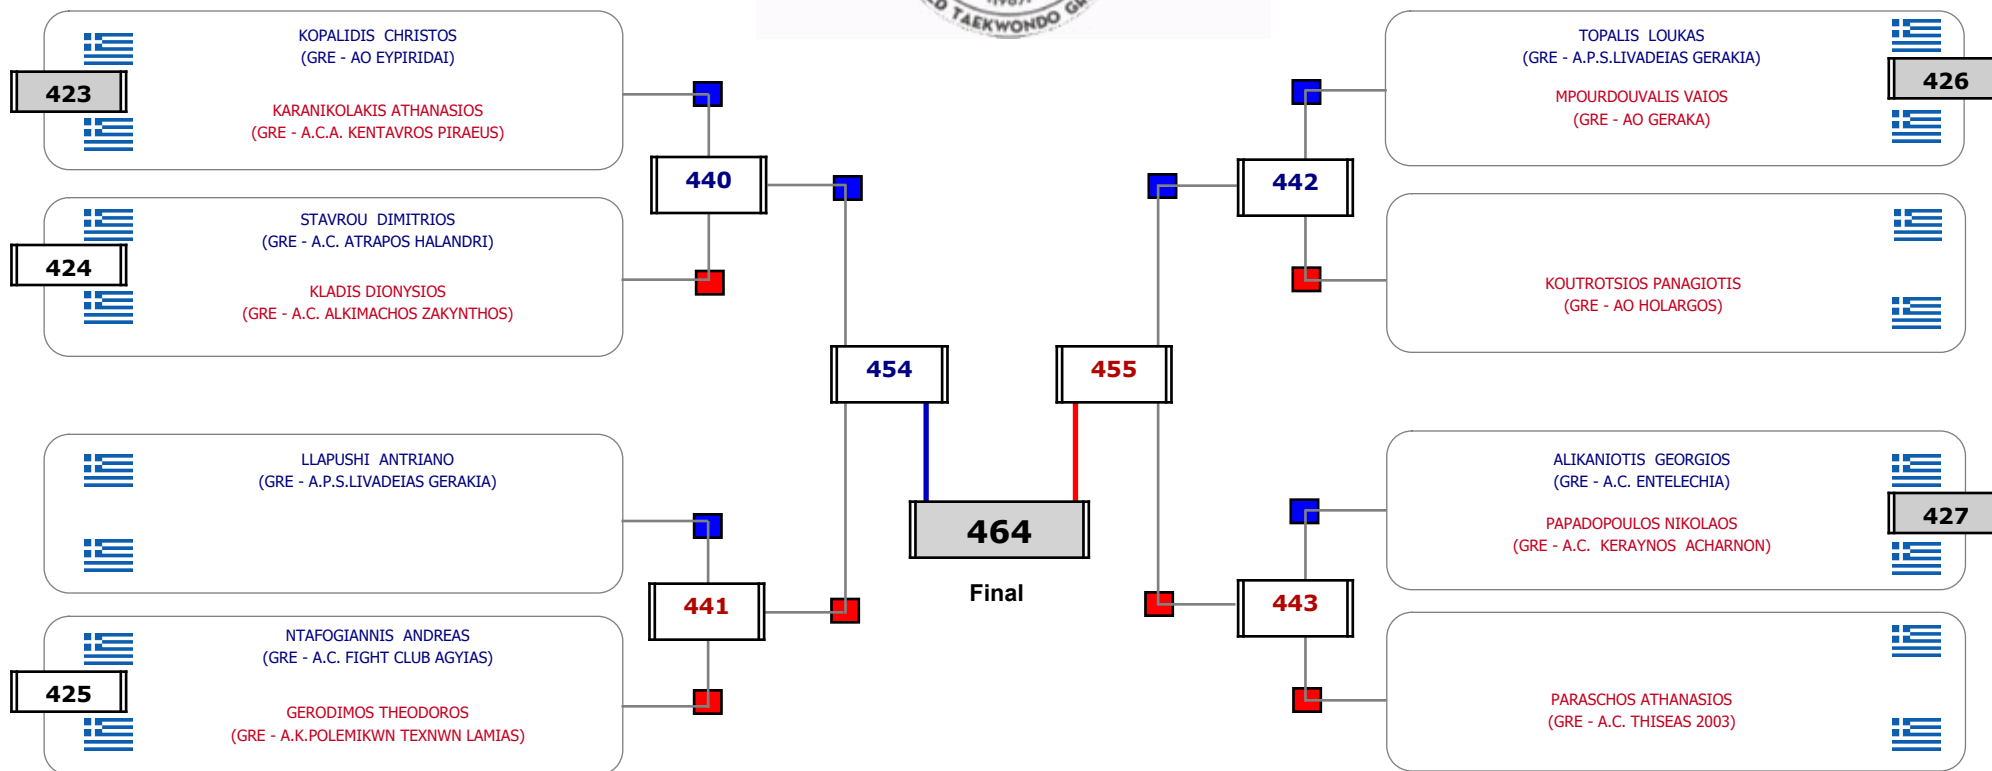 D TAEKWONDO GR
KOPALIDIS CHRISTOS
(GRE - AO EYPIRIDAI)
423
KARANIKOLAKIS ATHANASIOS
(GRE - A.C.A. KENTAVROS PIRAEUS)
440
STAVROU DIMITRIOS
(GRE - A.C. ATRAPOS HALANDRI)
424
KLADIS DIONYSIOS
(GRE - A.C. ALKIMACHOS ZAKYNTHOS)
454
LLAPUSHI ANTRIANO
(GRE - A.P.S.LIVADEIAS GERAKIA)
441
NTAFOGIANNIS ANDREAS
(GRE - A.C. FIGHT CLUB AGYIAS)
425
GERODIMOS THEODOROS
(GRE - A.K.POLEMIKWN TEXNWN LAMIAS)
464
Final
TOPALIS LOUKAS
(GRE - A.P.S.LIVADEIAS GERAKIA)
426
MPOURDOUVALIS VAIOS
(GRE - AO GERAKA)
442
KOUTROTSIOS PANAGIOTIS
(GRE - AO HOLARGOS)
455
ALIKANIOTIS GEORGIOS
(GRE - A.C. ENTELECHIA)
427
PAPADOPOULOS NIKOLAOS
(GRE - A.C. KERAYNOS ACHARNON)
443
PARASCHOS ATHANASIOS
(GRE - A.C. THISEAS 2003)